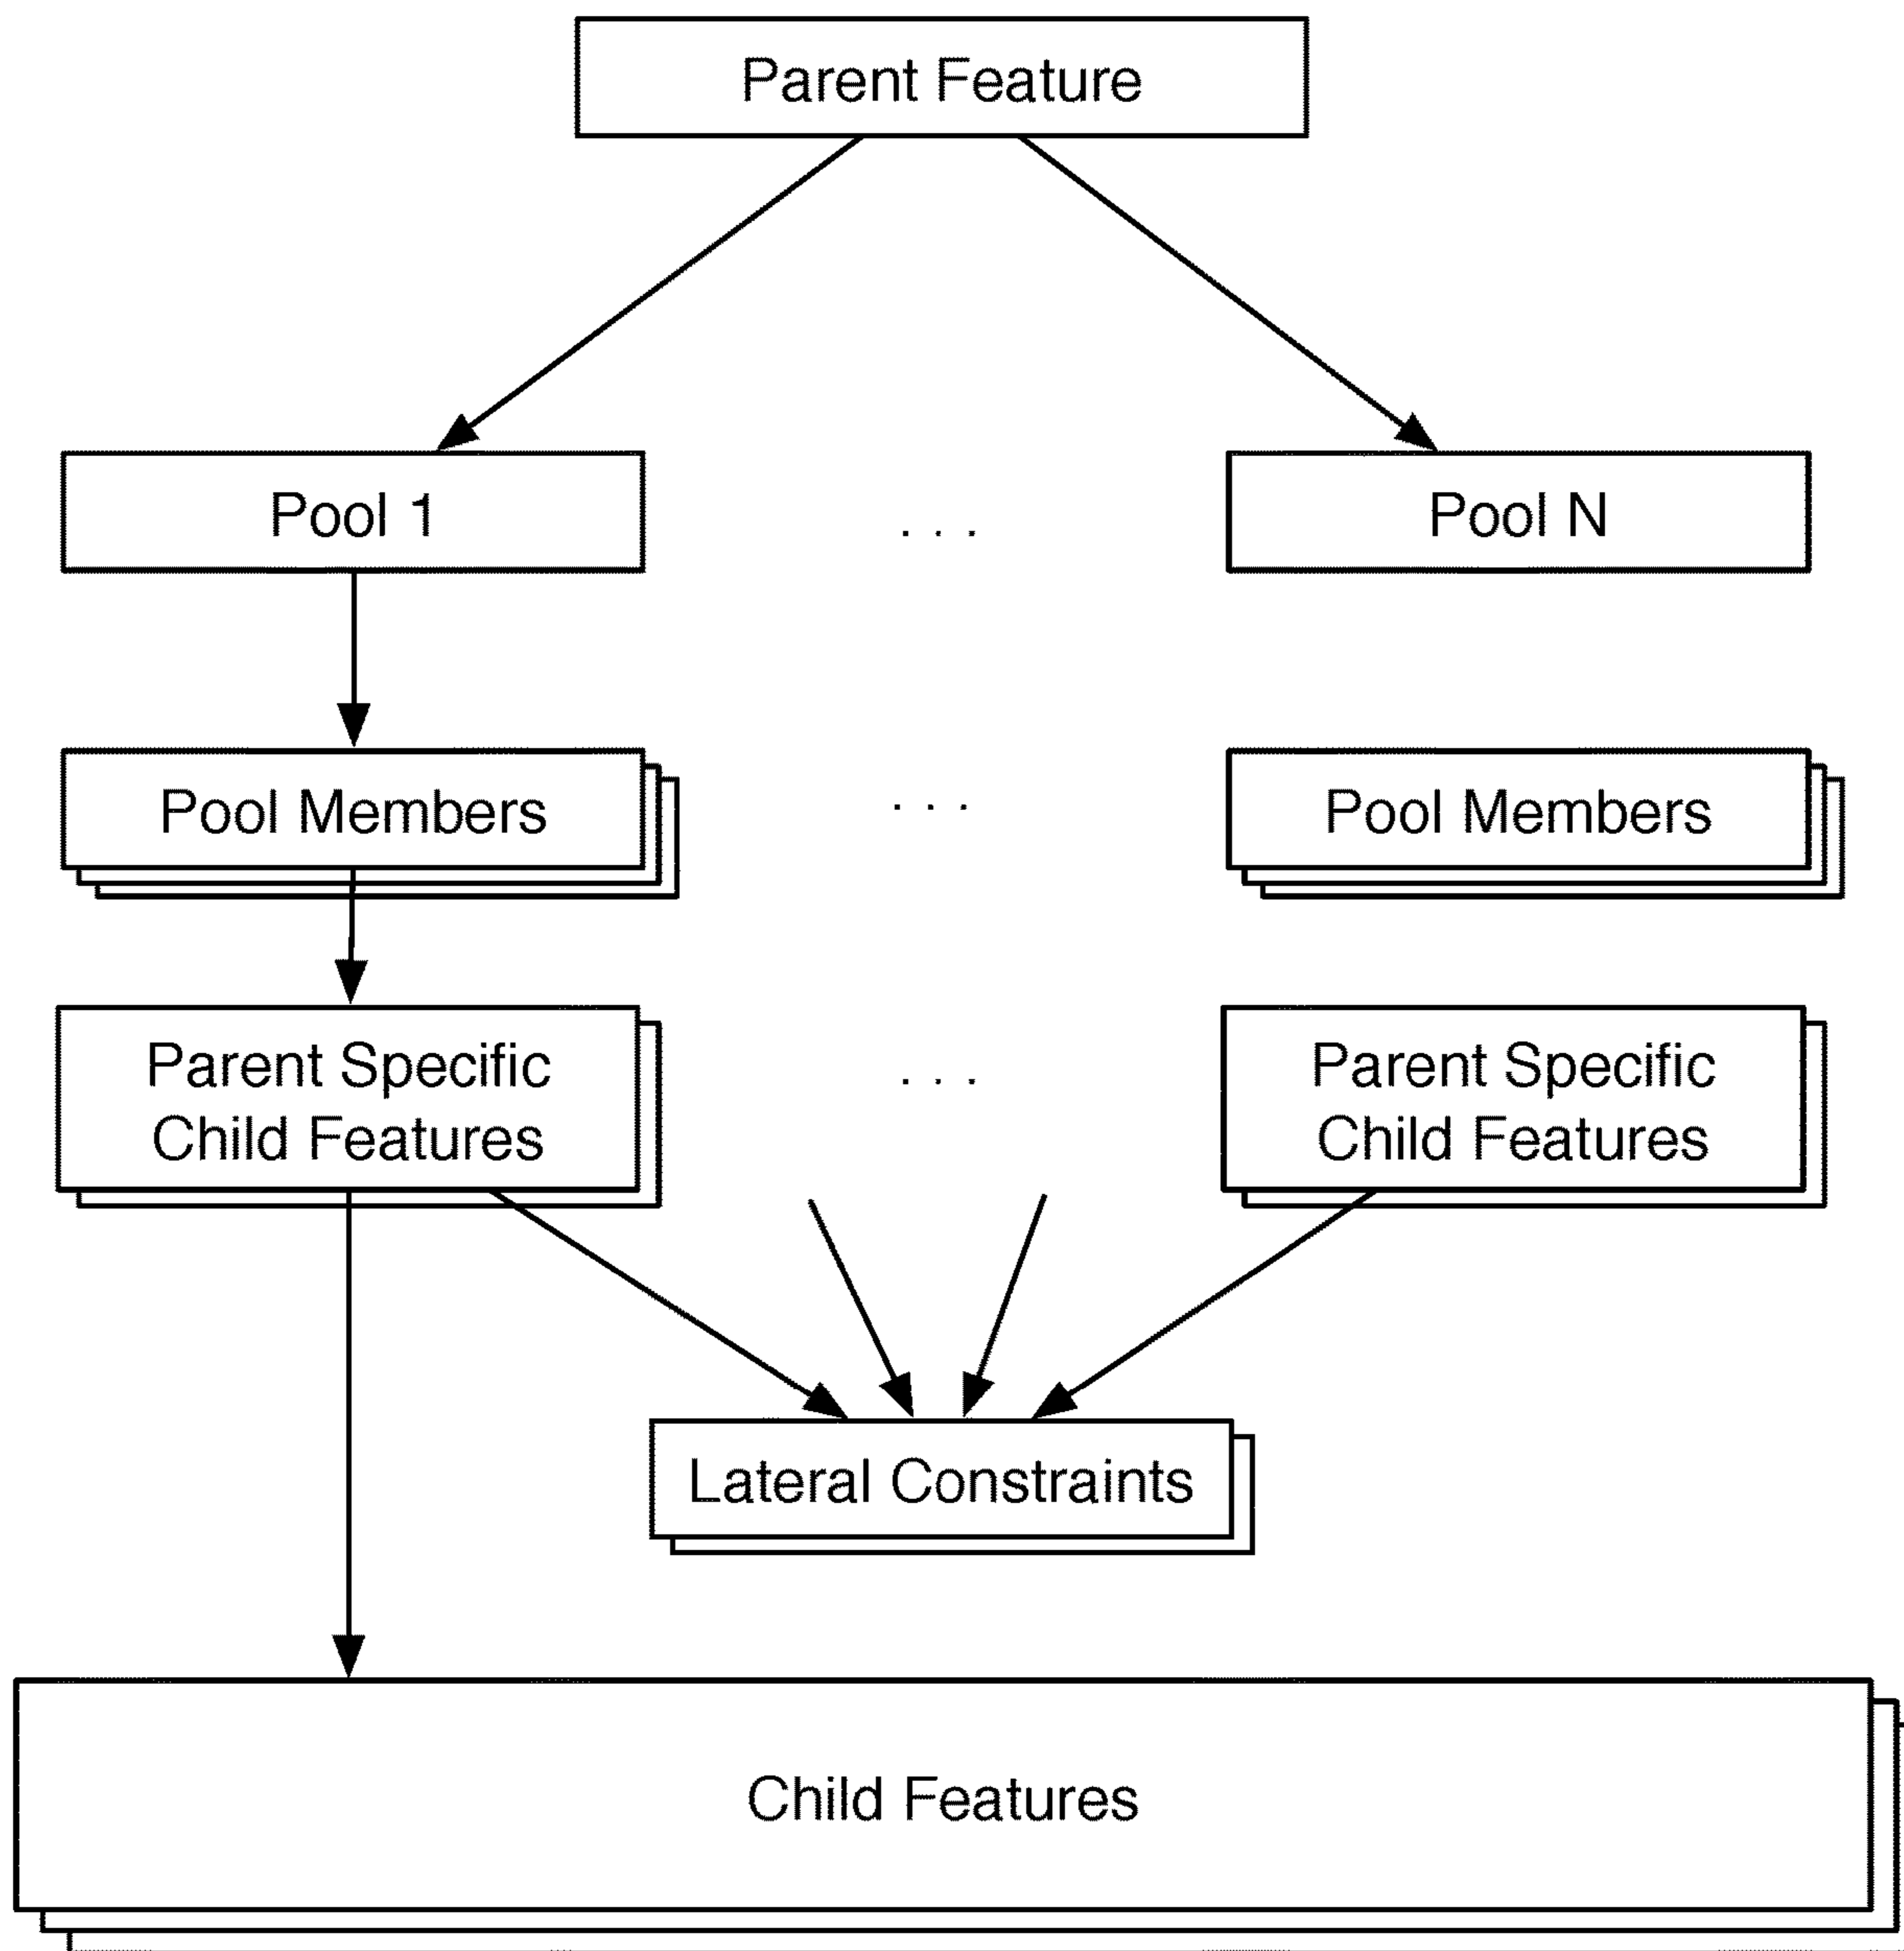 Parent Feature
Pool 1
. . .
Pool N
Pool Members
. . .
Pool Members
Parent Specific
Child Features
. . .
Parent Specific
Child Features
Lateral Constraints
Child Features